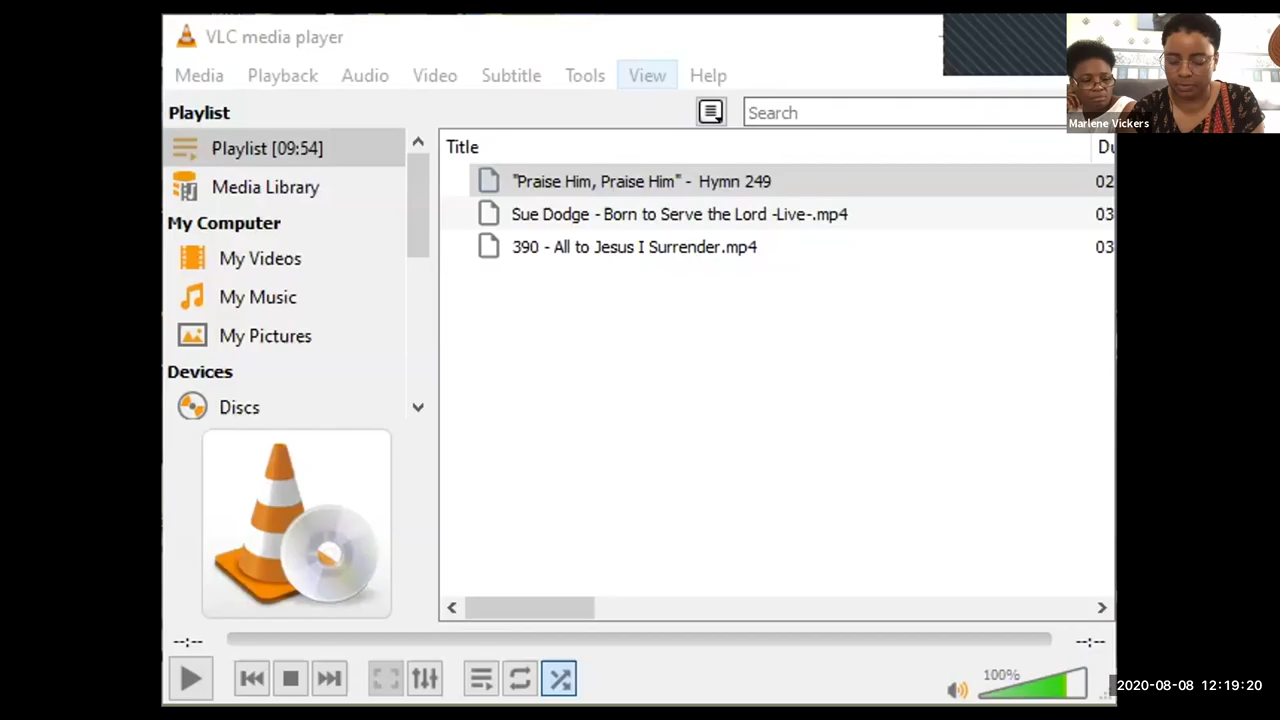 VLC media player
Media Playback Audio Video Subtitle Tools View Help
Playlist
Search
Marlene Vickers
Playlist [09:54]
Title
Du
Media Library
"Praise Him, Praise Him" - Hymn 249
02
Sue Dodge - Born to Serve the Lord -Live-.mp4
03
390 - All to Jesus I Surrender.mp4
03
My Computer
My Videos
My Music
My Pictures
Devices
Discs
--:--
--:--
100%
2020-08-08 12:19:20